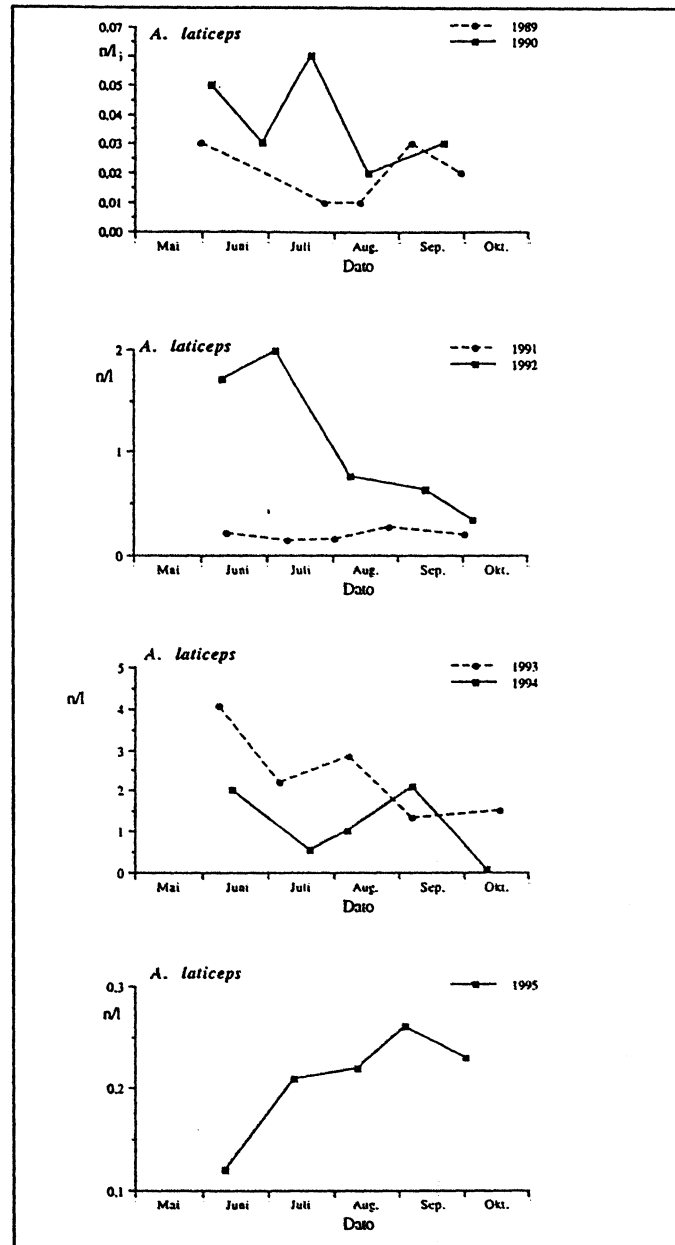 A. laticeps
1989
1990
0.07
n/l
0.05
0.04
0.03
0.02
0.01
0.00
Mai Juni Juli Aug. Sep. Okt.
Dato
A. laticeps
1991
1992
2
n/l
1
0
Mai Juni Juli Aug. Sep. Okt.
Dato
A. laticeps
1993
1994
5
n/l
4
3
2
1
0
Mai Juni Juli Aug. Sep. Okt.
Dato
A. laticeps
1995
0.3
n/l
0.2
0.1
Mai Juni Juli Aug. Sep. Okt.
Dato